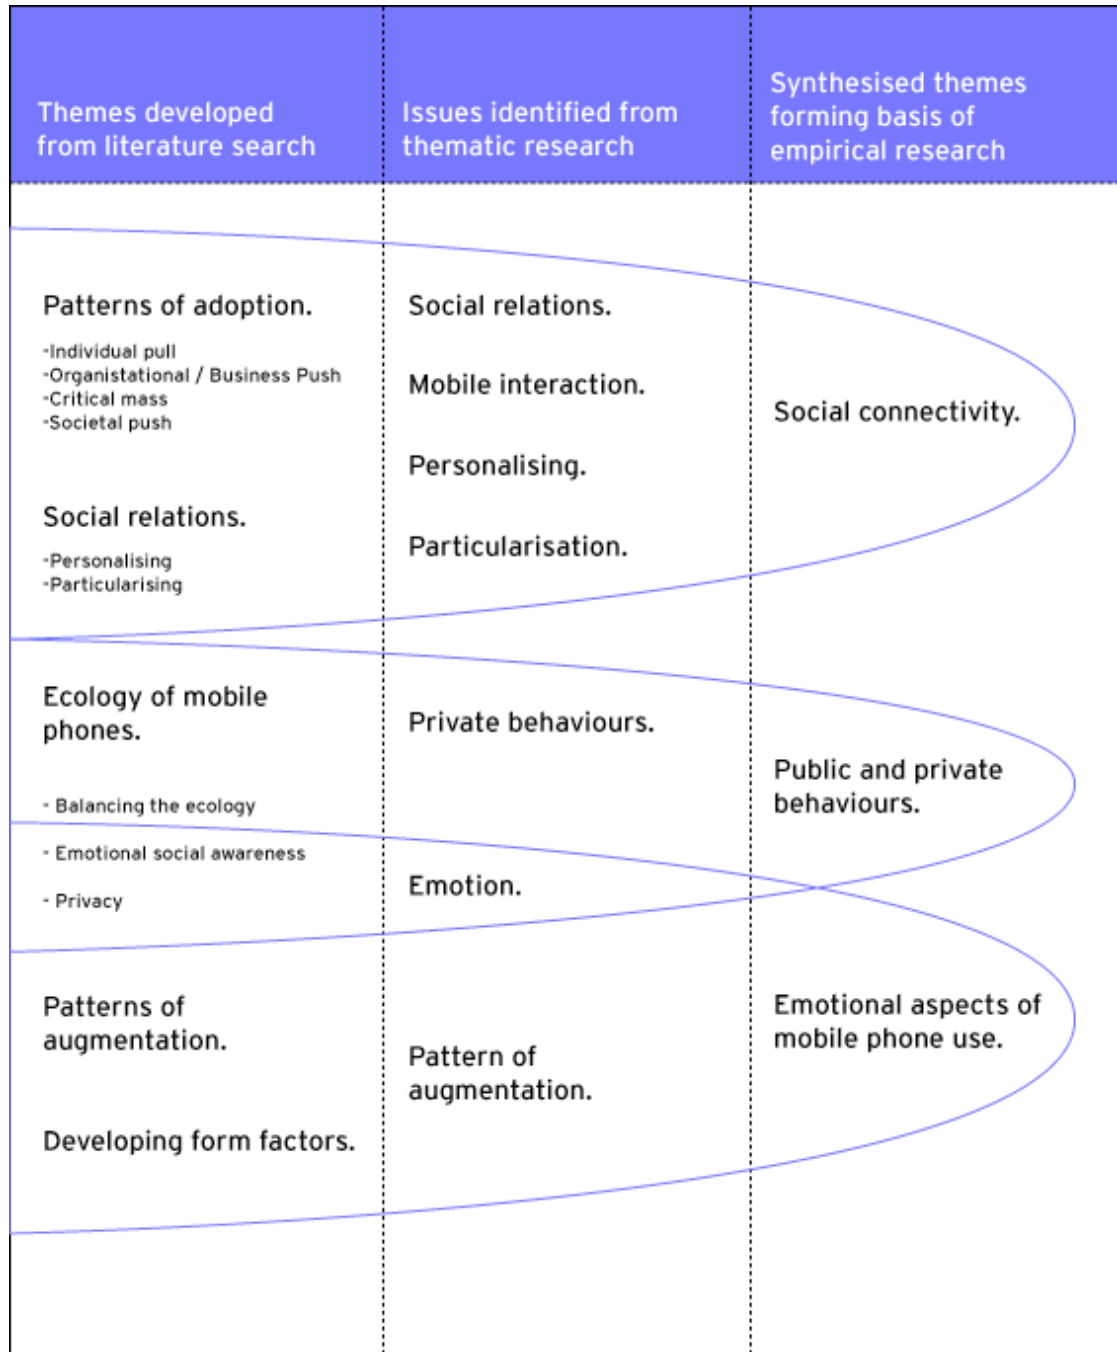 Themes developed
from literature search
Issues identified from
thematic research
Synthesised themes
forming basis of
empirical research
Patterns of adoption.
-Individual pull
-Organistational / Business Push
-Critical mass
-Societal push
Social relations.
-Personalising
-Particularising
Ecology of mobile
phones.
- Balancing the ecology
- Emotional social awareness
- Privacy
Patterns of
augmentation.
Developing form factors.
Social relations.
Mobile interaction.
Personalising.
Particularisation.
Private behaviours.
Emotion.
Pattern of
augmentation.
Social connectivity.
Public and private
behaviours.
Emotional aspects of
mobile phone use.